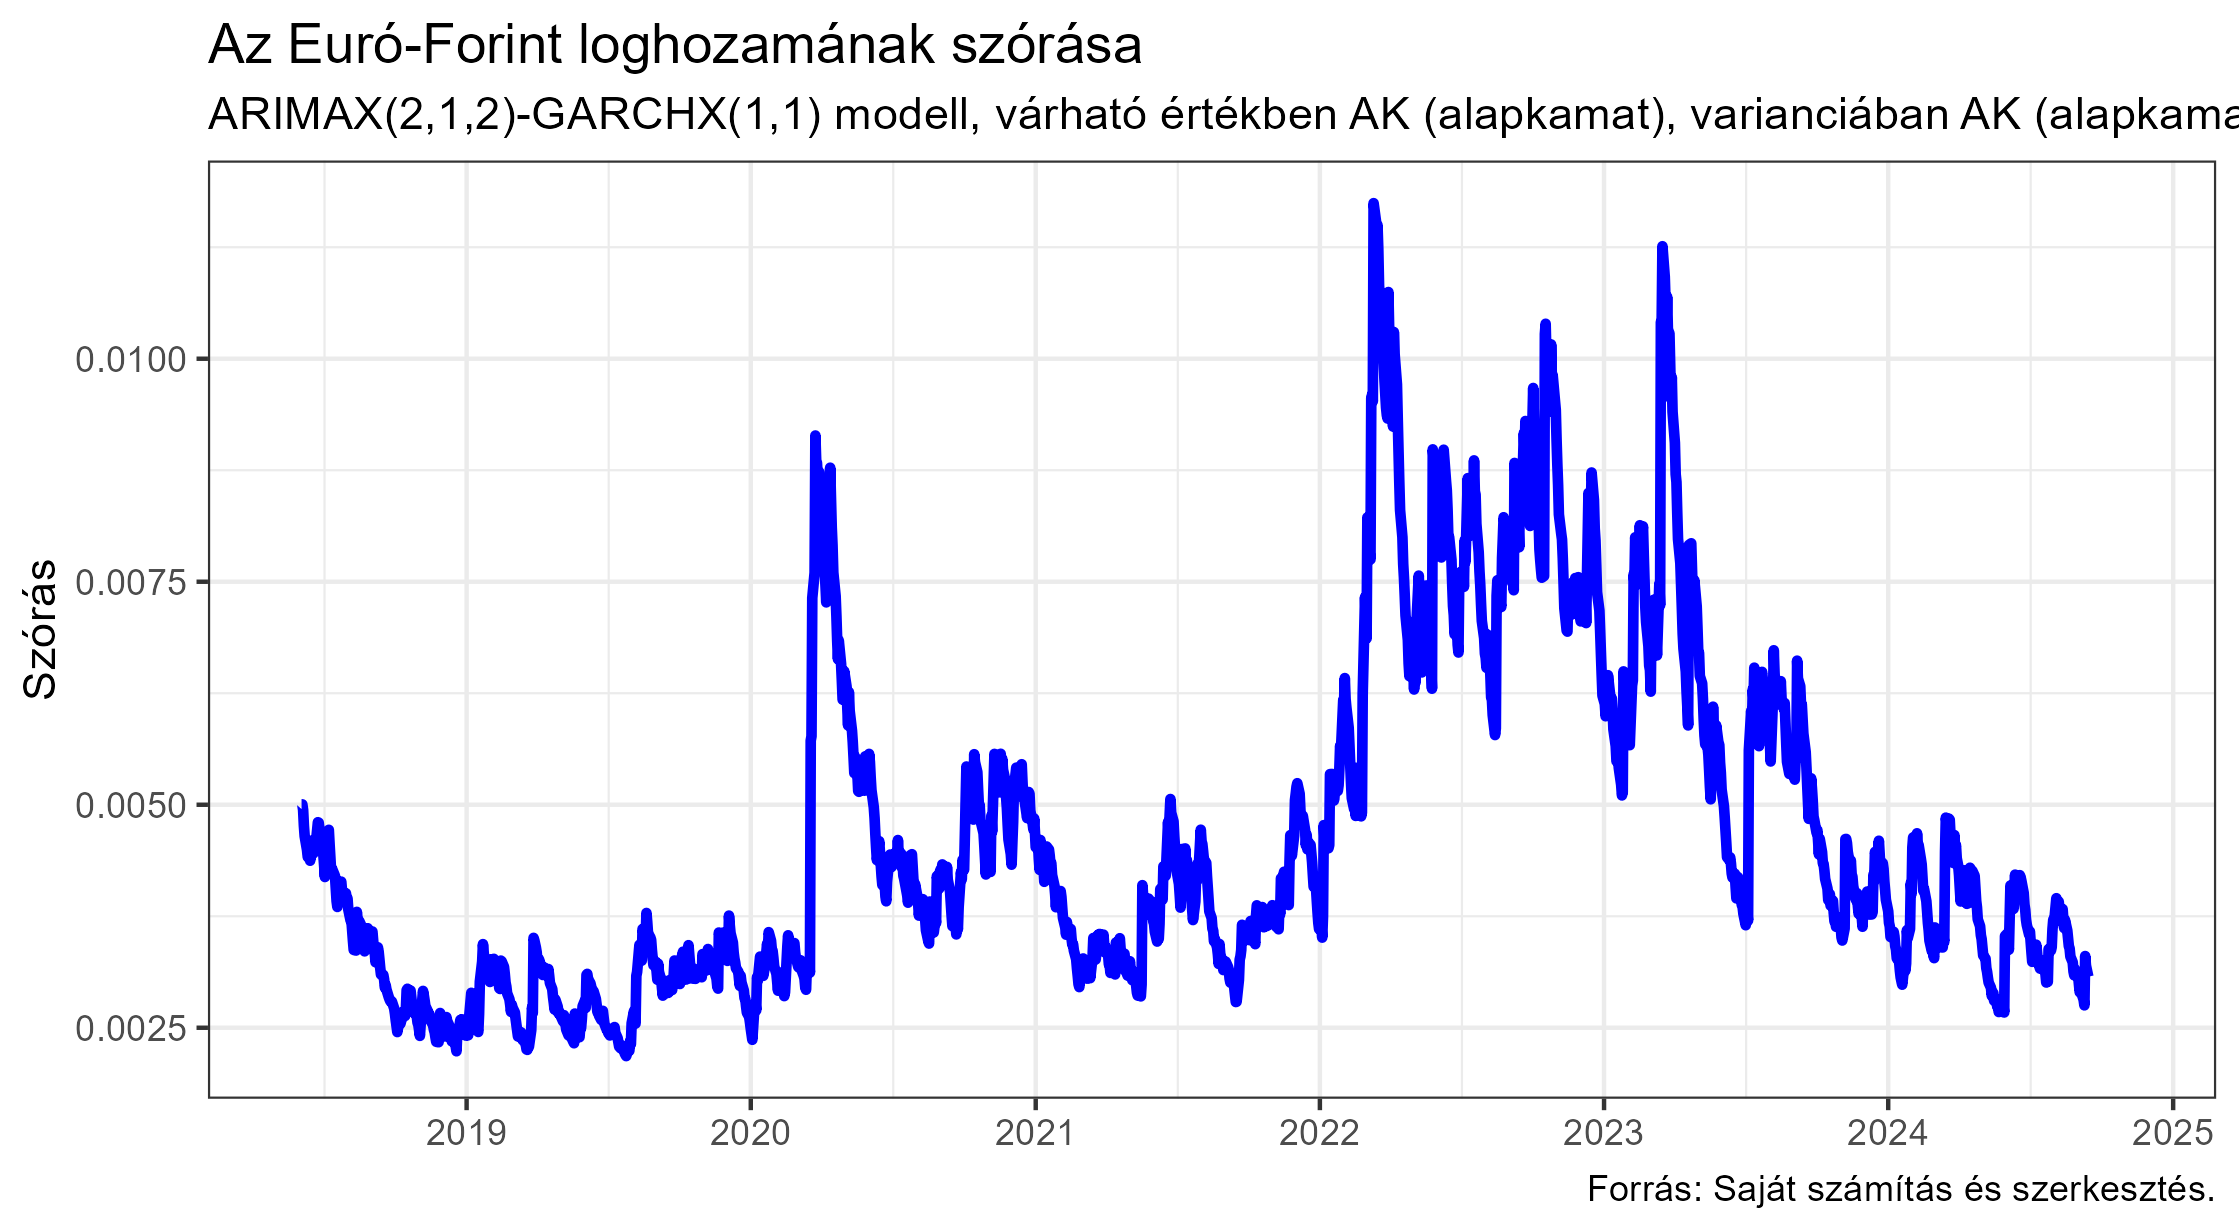 Az Euró-Forint loghozamának szórása
ARIMAX(2,1,2)-GARCHX(1,1) modell, várható értékben AK (alapkamat), varianciában AK (alapkama
Szórás
0.0100
0.0075
0.0050
0.0025
2019 2020 2021 2022 2023 2024 2025
Forrás: Saját számítás és szerkesztés.